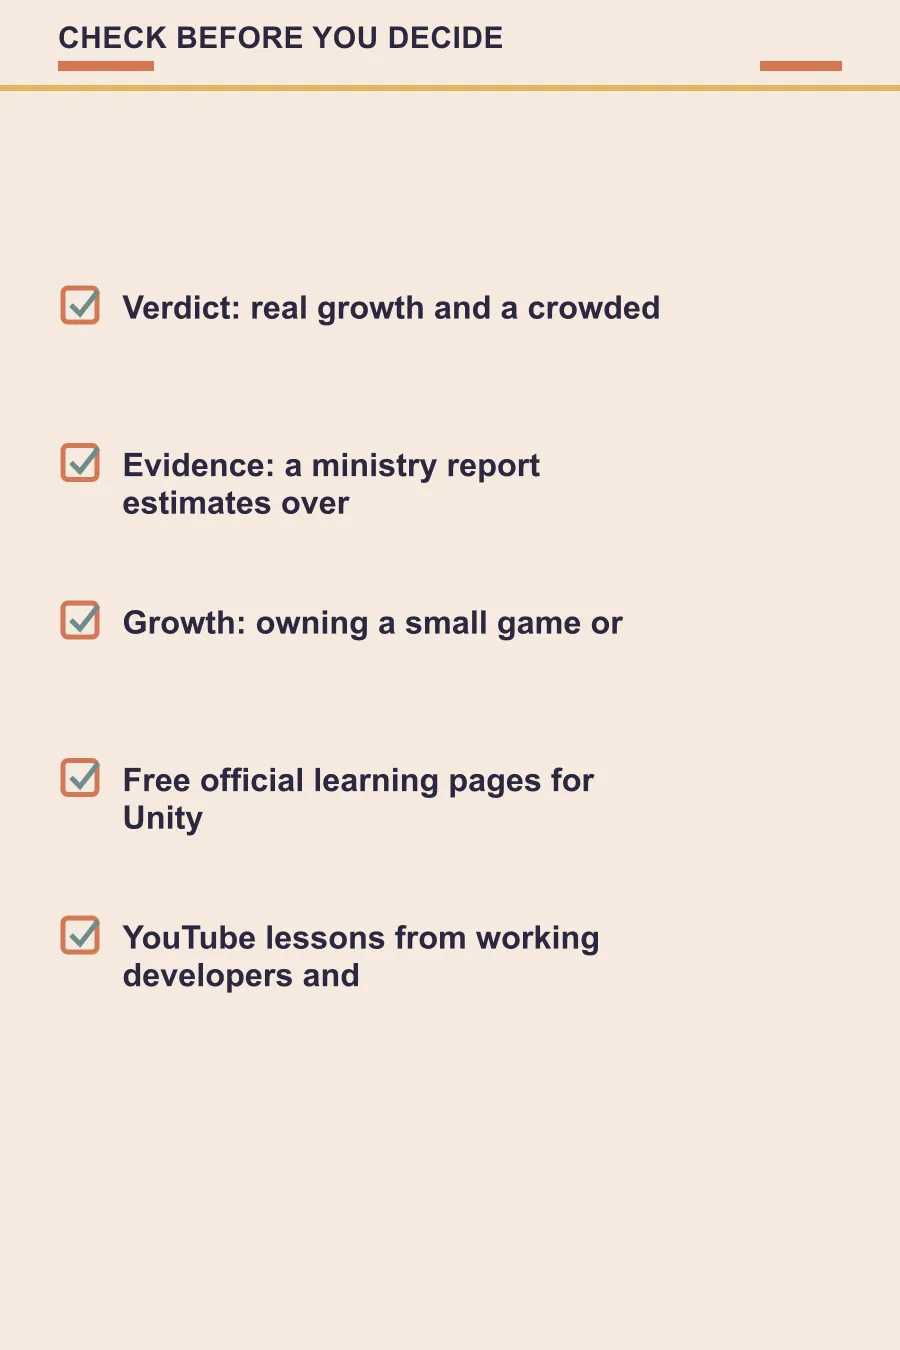 CHECK BEFORE YOU DECIDE
Verdict: real growth and a crowded
Evidence: a ministry report
estimates over
Growth: owning a small game or
Free official learning pages for
Unity
YouTube lessons from working
developers and